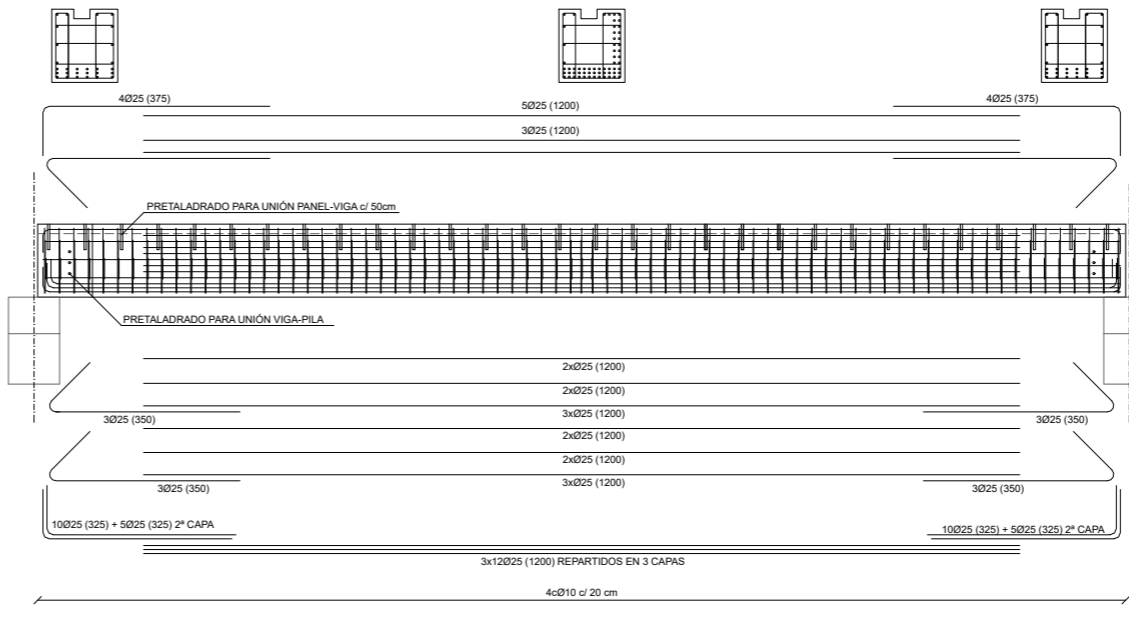 4Ø25 (375)
5Ø25 (1200)
4Ø25 (375)
3Ø25 (1200)
PRETALADRADO PARA UNIÓN PANEL-VIGA c/ 50cm
PRETALADRADO PARA UNIÓN VIGA-PILA
2xØ25 (1200)
2xØ25 (1200)
3Ø25 (350)
3xØ25 (1200)
3Ø25 (350)
2xØ25 (1200)
2xØ25 (1200)
3Ø25 (350)
3xØ25 (1200)
3Ø25 (350)
10Ø25 (325) + 5Ø25 (325) 2ª CAPA
10Ø25 (325) + 5Ø25 (325) 2ª CAPA
3x12Ø25 (1200) REPARTIDOS EN 3 CAPAS
4cØ10 c/ 20 cm